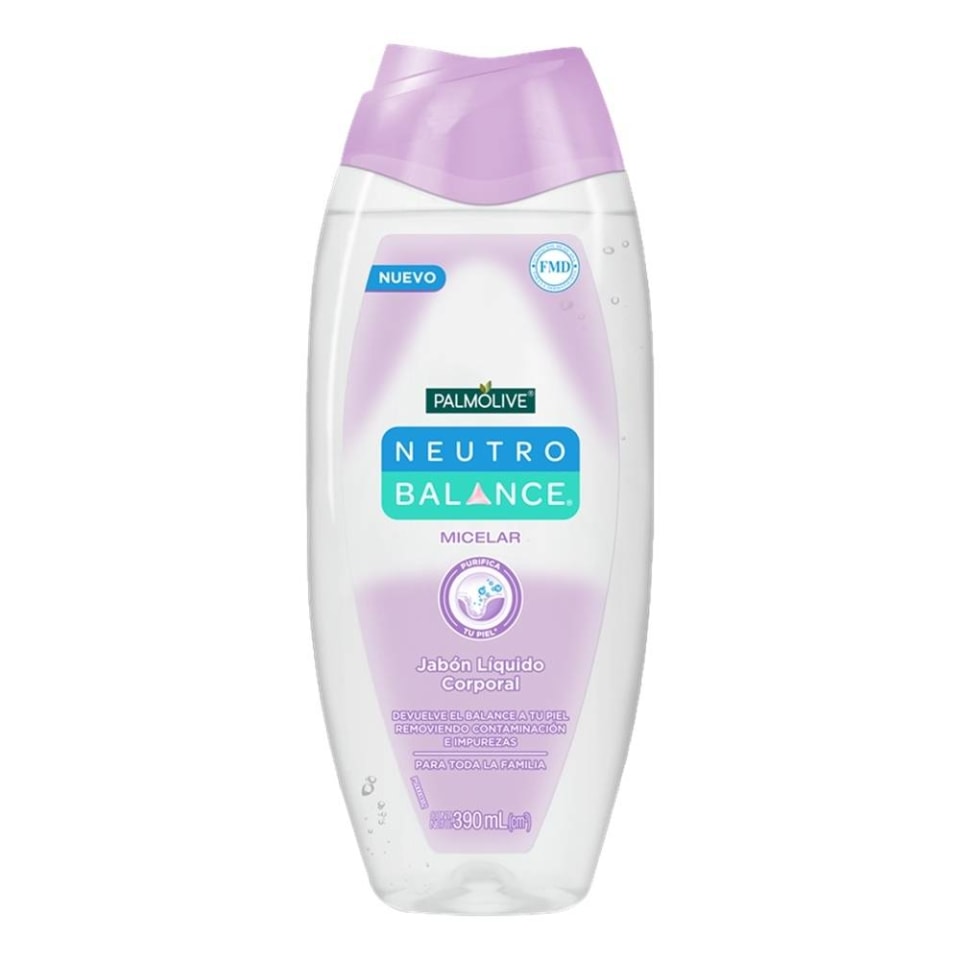 NUEVO
FMD
PALMOLIVE®
NEUTRO
BALANCE®
MICELAR
PURIFICA
TU PIEL*
Jabón Líquido
Corporal
DEVUELVE EL BALANCE A TU PIEL
REMOVIENDO CONTAMINACIÓN
E IMPUREZAS
PARA TODA LA FAMILIA
390 mL(cm³)